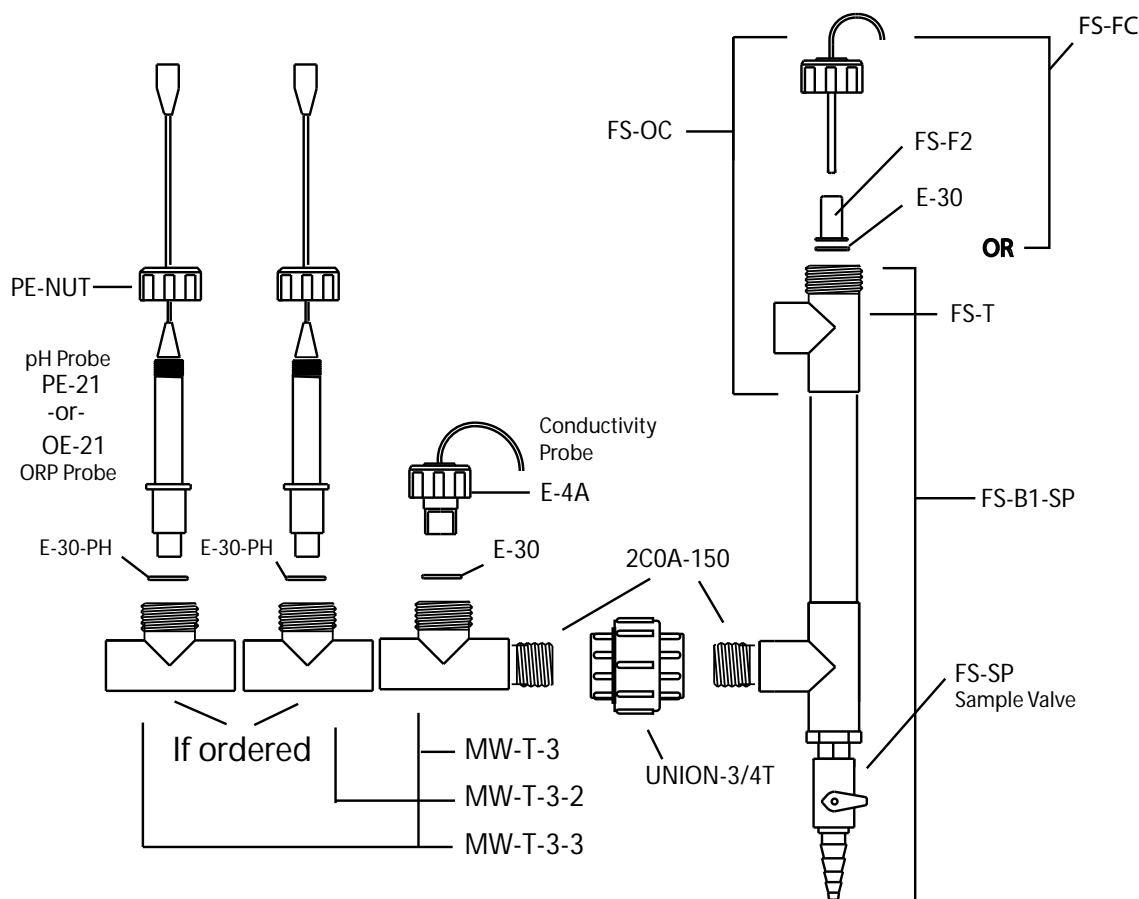 FS-FC
FS-OC
FS-F2
E-30
OR
PE-NUT
FS-T
pH Probe
PE-21
-or-
OE-21
ORP Probe
Conductivity
Probe
E-4A
FS-B1-SP
E-30-PH
E-30-PH
E-30
2C0A-150
FS-SP
Sample Valve
If ordered
MW-T-3
UNION-3/4T
MW-T-3-2
MW-T-3-3